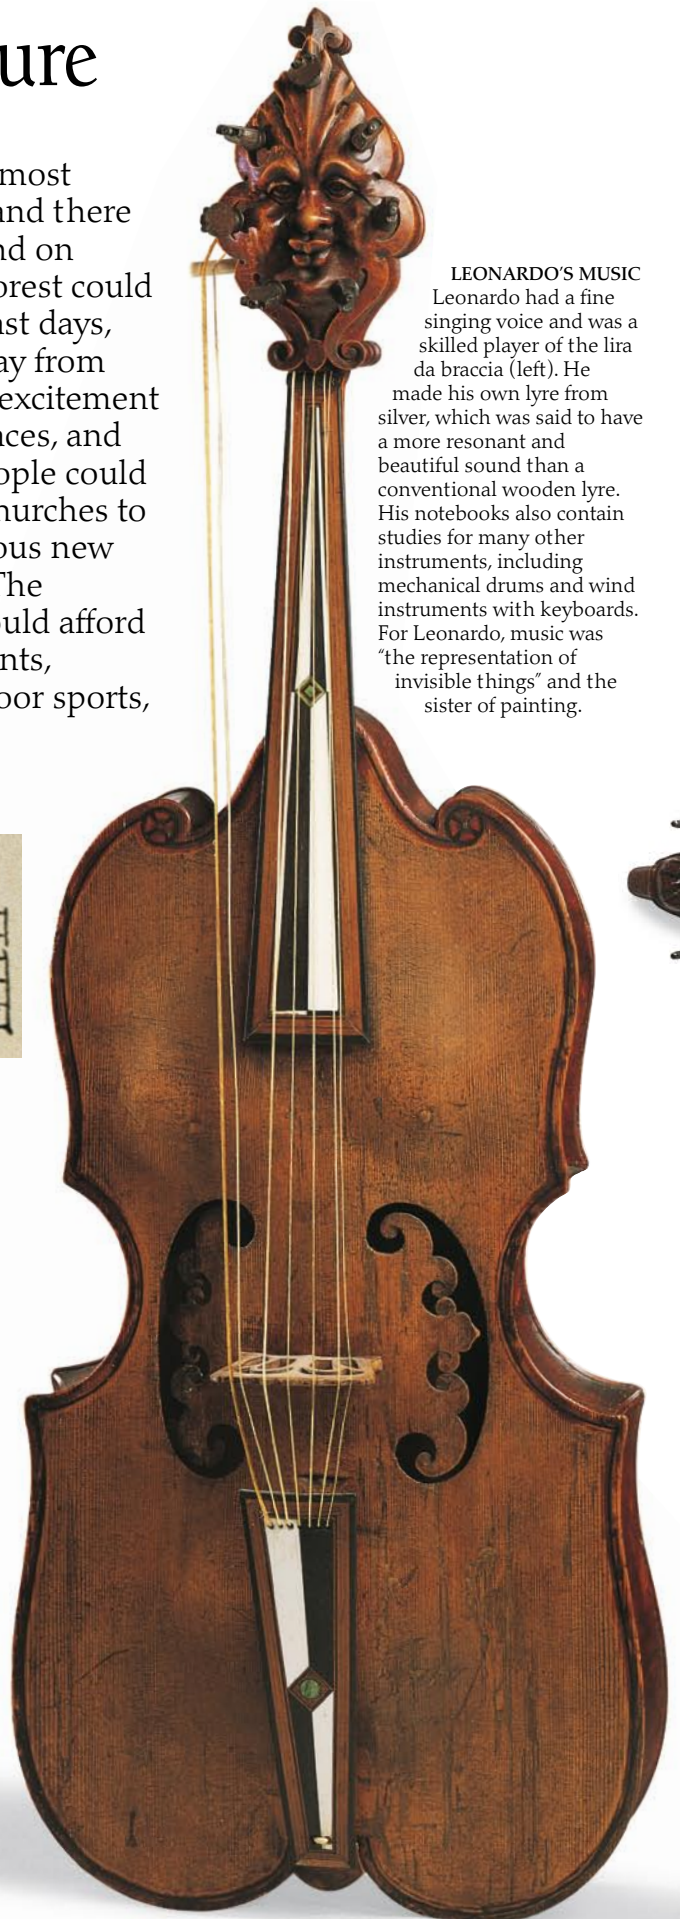 ure
most
and there
nd on
orest could
ast days,
ay from
excitement
nces, and
ople could
hurches to
ous new
The
ould afford
nts,
oor sports,
LEONARDO’S MUSIC
Leonardo had a fine
singing voice and was a
skilled player of the lira
da braccia (left). He
made his own lyre from
silver, which was said to have
a more resonant and
beautiful sound than a
conventional wooden lyre.
His notebooks also contain
studies for many other
instruments, including
mechanical drums and wind
instruments with keyboards.
For Leonardo, music was
“the representation of
invisible things” and the
sister of painting.